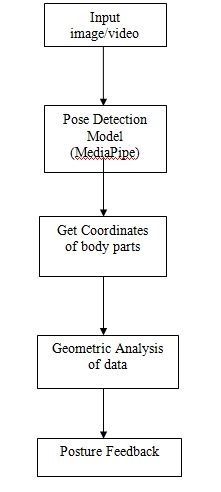 Input
image/video
Pose Detection
Model
(MediaPipe)
Get Coordinates
of body parts
Geometric Analysis
of data
Posture Feedback